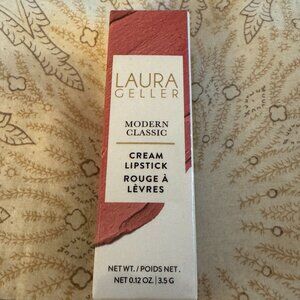 LAURA
GELLER
MODERN
CLASSIC
CREAM
LIPSTICK
ROUGE À
LÈVRES
NET WT. / POIDS NET.
NET 0.12 OZ. | 3.5 G